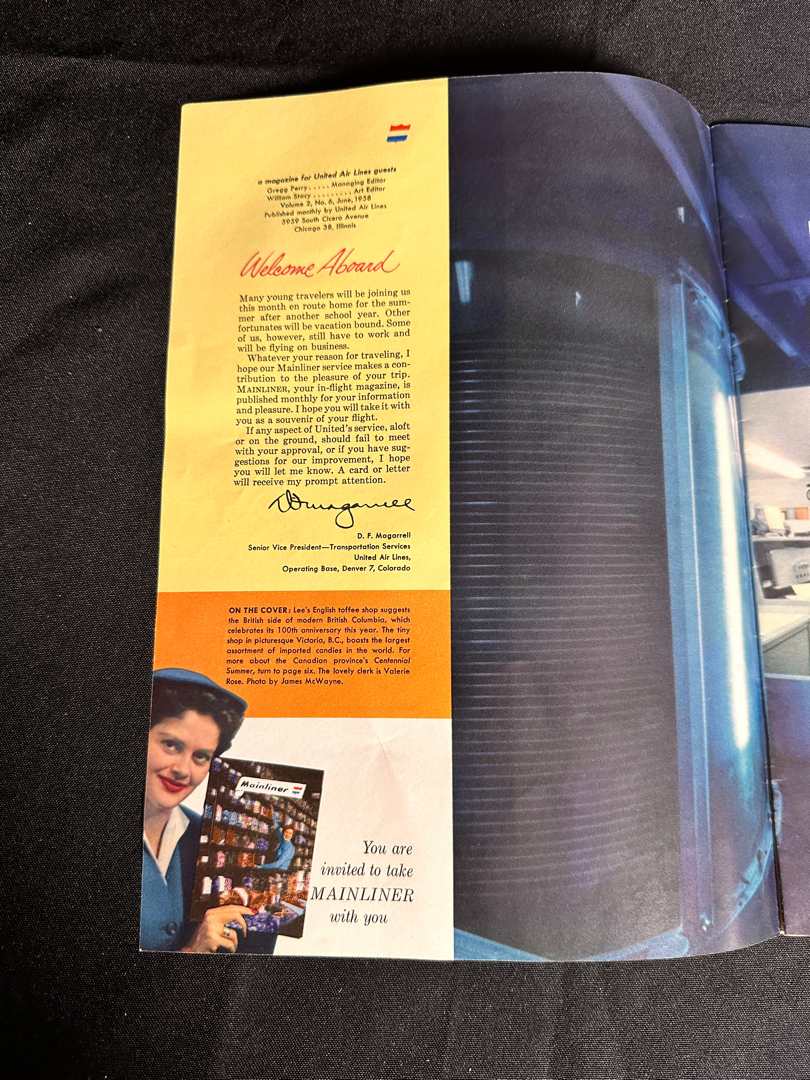 a magazine for United Air Lines guests
Gregg Perry . . . . . Managing Editor
William Stacy . . . . . . . . . Art Editor
Volume 2, No. 6, June, 1958
Published monthly by United Air Lines
5959 South Cicero Avenue
Chicago 38, Illinois
Welcome Aboard
Many young travelers will be joining us
this month en route home for the sum-
mer after another school year. Other
fortunates will be vacation bound. Some
of us, however, still have to work and
will be flying on business.
Whatever your reason for traveling, I
hope our Mainliner service makes a con-
tribution to the pleasure of your trip.
MAINLINER, your in-flight magazine, is
published monthly for your information
and pleasure. I hope you will take it with
you as a souvenir of your flight.
If any aspect of United's service, aloft
or on the ground, should fail to meet
with your approval, or if you have sug-
gestions for our improvement, I hope
you will let me know. A card or letter
will receive my prompt attention.
DFMagarrell
D. F. Magarrell
Senior Vice President—Transportation Services
United Air Lines,
Operating Base, Denver 7, Colorado
ON THE COVER: Lee's English toffee shop suggests
the British side of modern British Columbia, which
celebrates its 100th anniversary this year. The tiny
shop in picturesque Victoria, B.C., boasts the largest
assortment of imported candies in the world. For
more about the Canadian province's Centennial
Summer, turn to page six. The lovely clerk is Valerie
Rose. Photo by James McWayne.
Mainliner
You are
invited to take
MAINLINER
with you